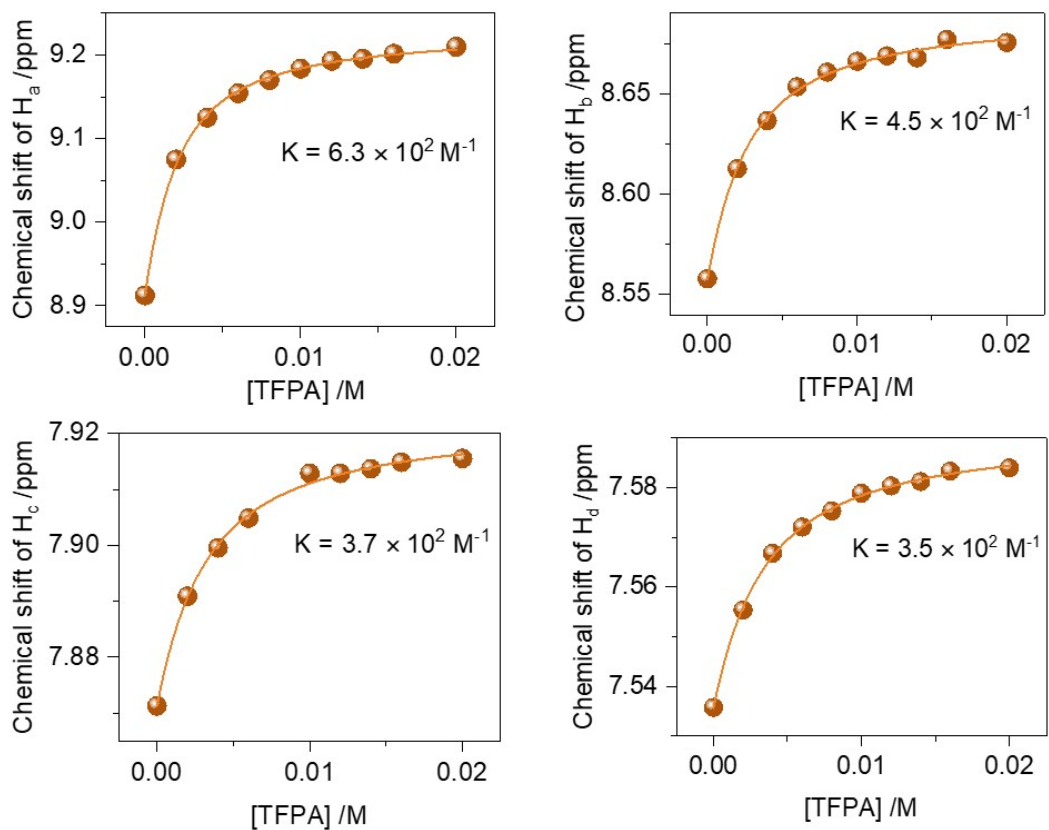 Chemical shift of Hₐ /ppm
9.2
9.1
9.0
8.9
K = 6.3 × 10² M⁻¹
0.00 0.01 0.02
[TFPA] /M
Chemical shift of H_b /ppm
8.65
8.60
8.55
K = 4.5 × 10² M⁻¹
0.00 0.01 0.02
[TFPA] /M
Chemical shift of H_c /ppm
7.92
7.90
7.88
K = 3.7 × 10² M⁻¹
0.00 0.01 0.02
[TFPA] /M
Chemical shift of H_d /ppm
7.58
7.56
7.54
K = 3.5 × 10² M⁻¹
0.00 0.01 0.02
[TFPA] /M